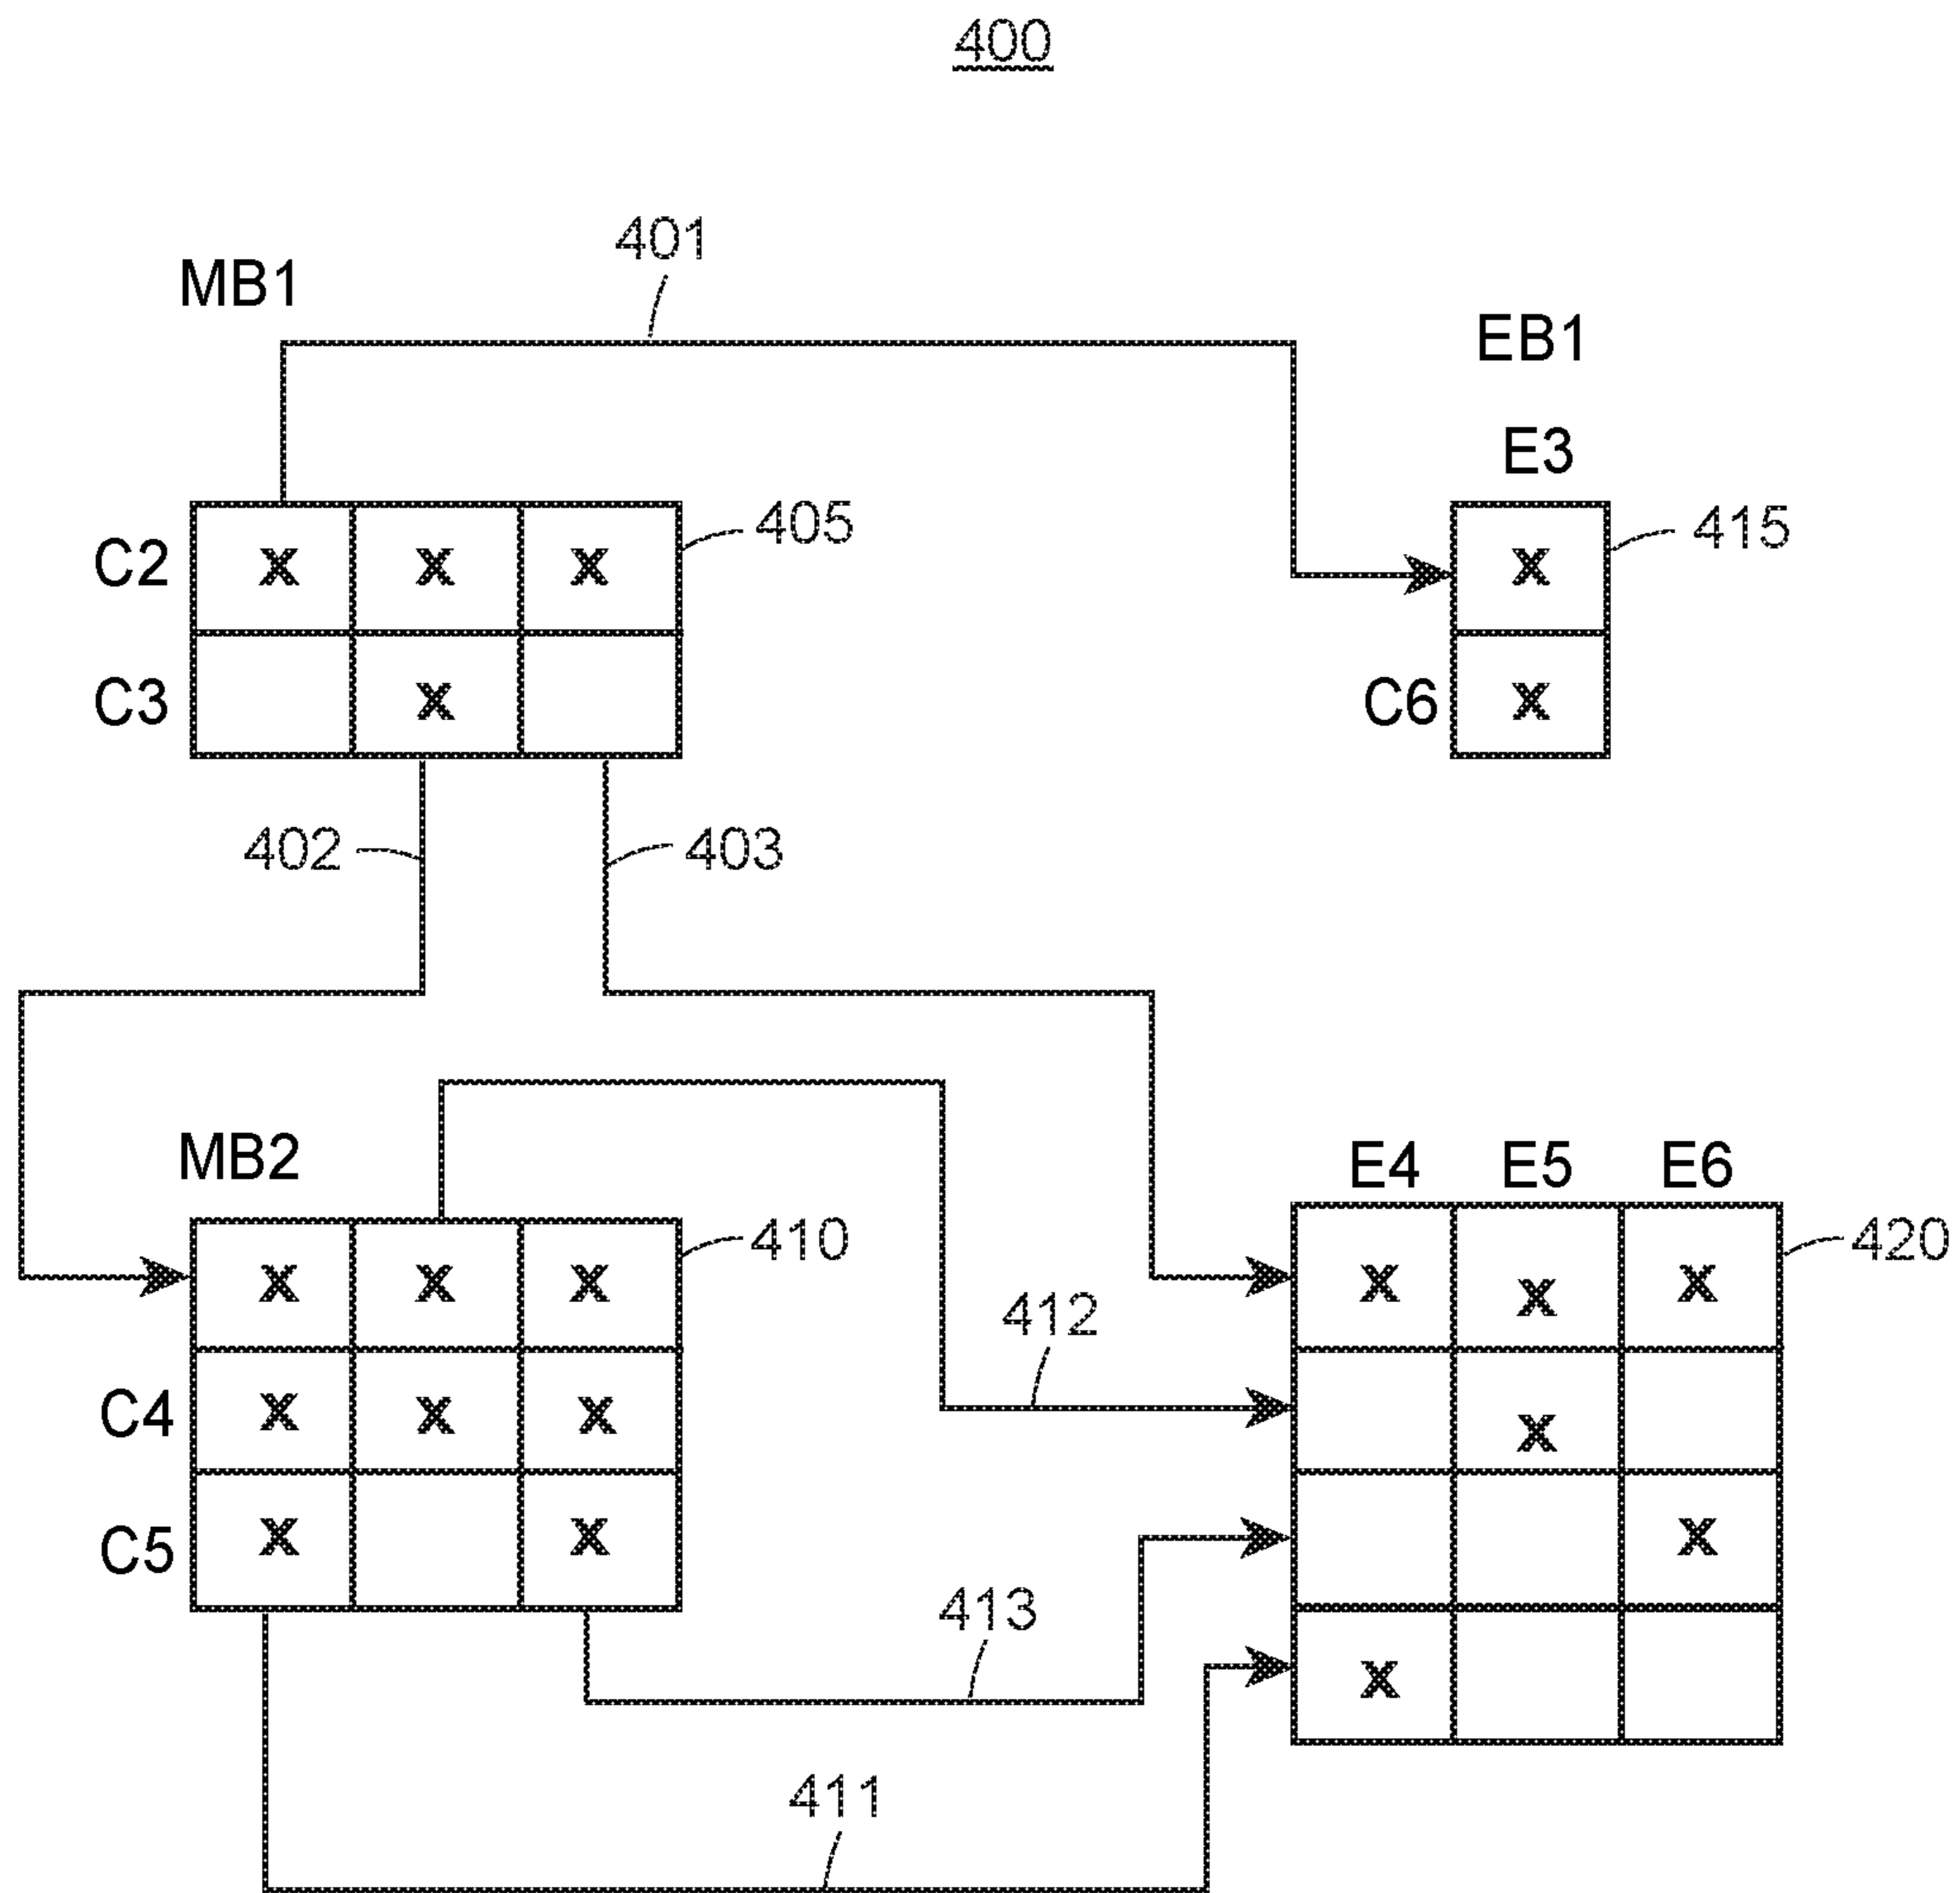 400
401
MB1
EB1
E3
405
415
C2 X X X X
C3 X C6 X
402
403
MB2
E4 E5 E6
410
420
X X X X X X
412
C4 X X X X
C5 X X X
413
X
411